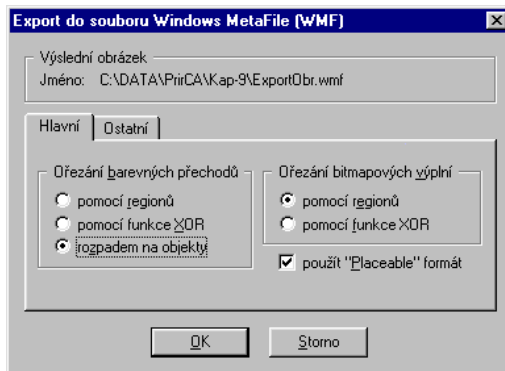 Export do souboru Windows MetaFile (WMF)
Výslední obrázek
Jméno: C:\DATA\PrirCA\Kap-9\ExportObr.wmf
Hlavní Ostatní
Ořezání barevných přechodů
pomocí regionů
pomocí funkce XOR
rozpadem na objekty
Ořezání bitmapových výplní
pomocí regionů
pomocí funkce XOR
použít "Placeable" formát
OK Storno